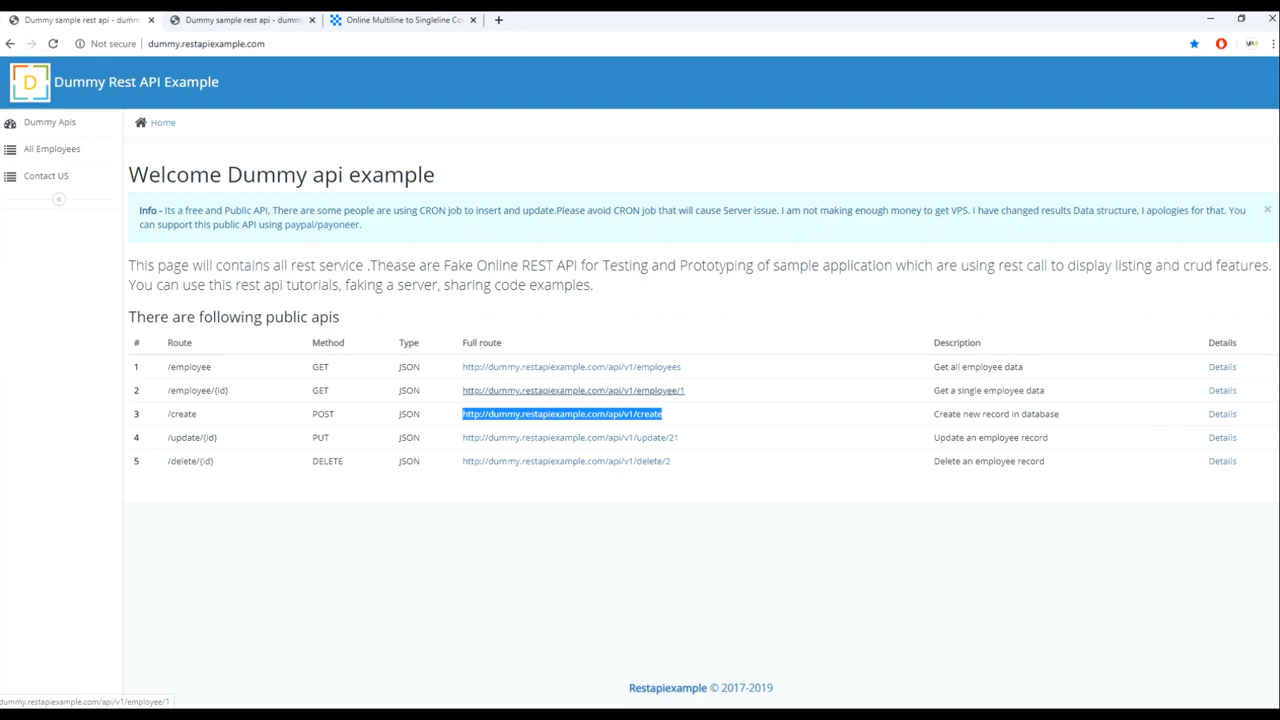 Dummy sample rest api - dumm
Dummy sample rest api - dummy
Online Multiline to Singleline Co
Not secure
dummy.restapiexample.com
VPM
D
Dummy Rest API Example
Dummy Apis
All Employees
Contact US
Home
Welcome Dummy api example
Info - Its a free and Public API, There are some people are using CRON job to insert and update.Please avoid CRON job that will cause Server issue. I am not making enough money to get VPS. I have changed results Data structure, I apologies for that. You
can support this public API using paypal/payoneer.
This page will contains all rest service .Thease are Fake Online REST API for Testing and Prototyping of sample application which are using rest call to display listing and crud features.
You can use this rest api tutorials, faking a server, sharing code examples.
There are following public apis
# Route Method Type Full route Description Details
1 /employee GET JSON http://dummy.restapiexample.com/api/v1/employees Get all employee data Details
2 /employee/{id} GET JSON http://dummy.restapiexample.com/api/v1/employee/1 Get a single employee data Details
3 /create POST JSON http://dummy.restapiexample.com/api/v1/create Create new record in database Details
4 /update/{id} PUT JSON http://dummy.restapiexample.com/api/v1/update/21 Update an employee record Details
5 /delete/{id} DELETE JSON http://dummy.restapiexample.com/api/v1/delete/2 Delete an employee record Details
Restapiexample © 2017-2019
dummy.restapiexample.com/api/v1/employee/1